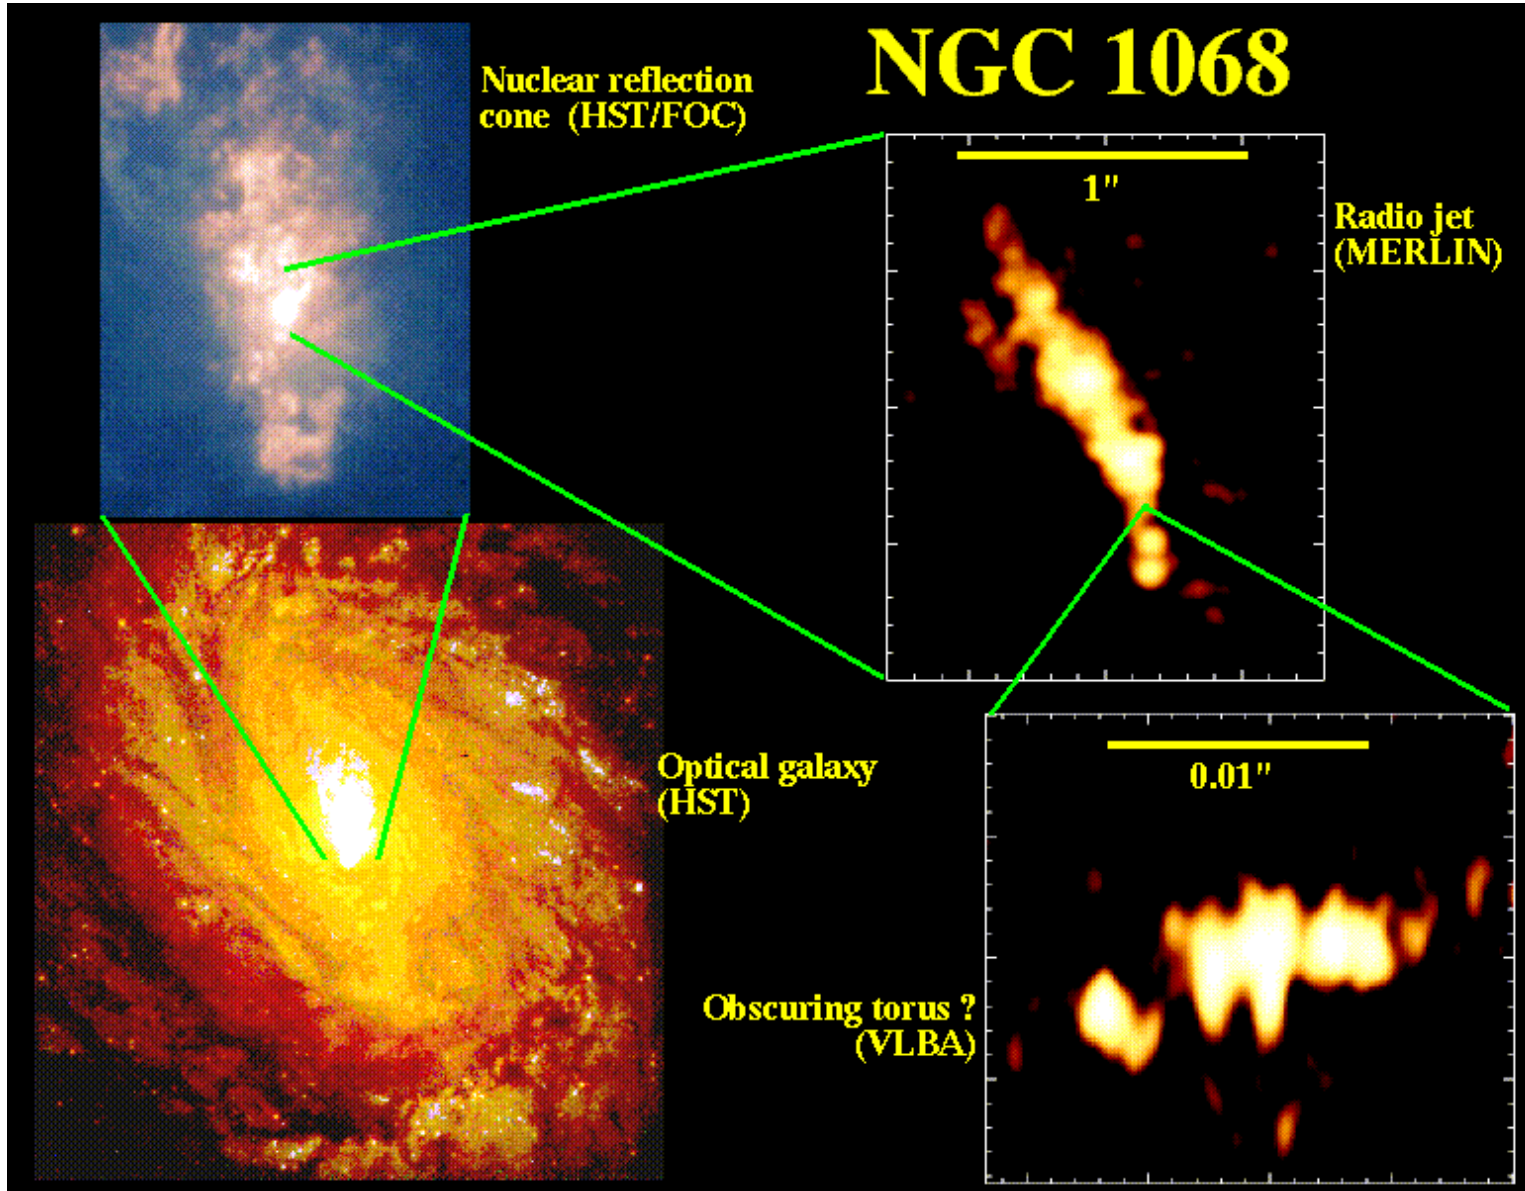 NGC 1068
Nuclear reflection
cone (HST/FOC)
1"
Radio jet
(MERLIN)
Optical galaxy
(HST)
0.01"
Obscuring torus ?
(VLBA)